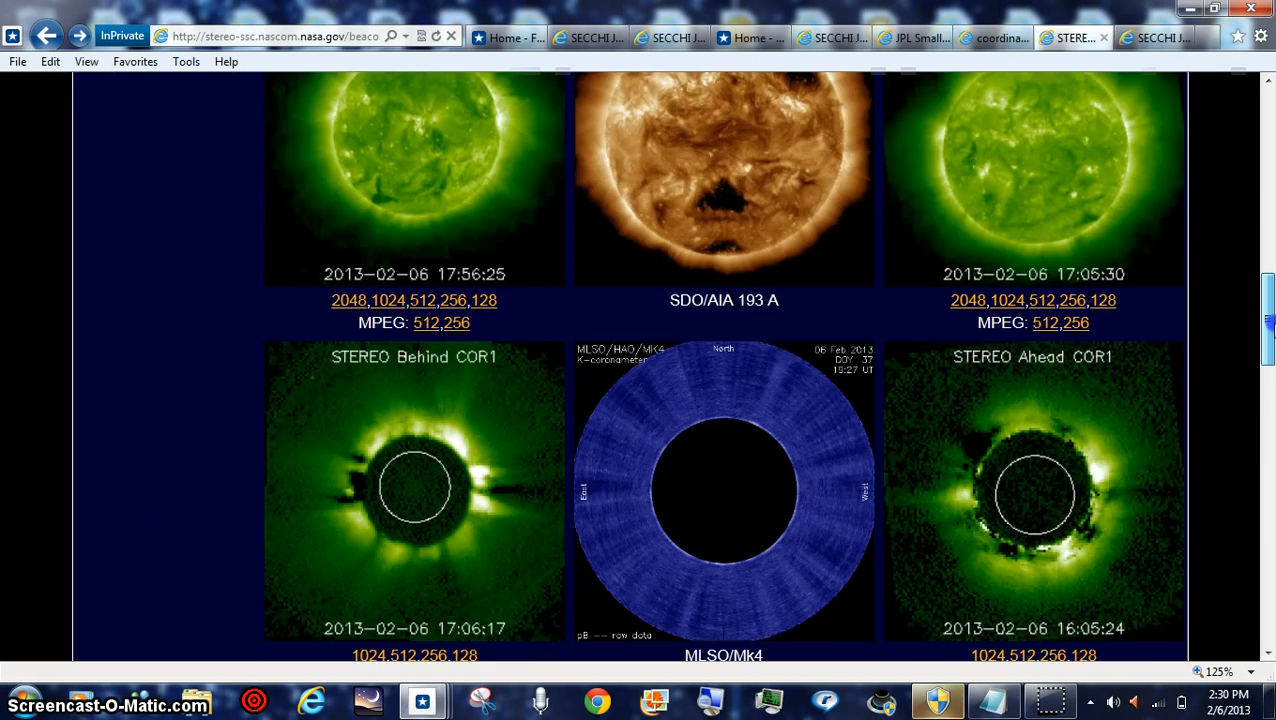 InPrivate
http://stereo-ssc.nascom.nasa.gov/beaco
Home - F...
SECCHI J...
SECCHI J...
Home - ...
SECCHI J...
JPL Small...
coordina...
STERE...
SECCHI J...
File Edit View Favorites Tools Help
2013-02-06 17:56:25
2013-02-06 17:05:30
2048,1024,512,256,128
SDO/AIA 193 A
2048,1024,512,256,128
MPEG: 512,256
MPEG: 512,256
STEREO Behind COR1
MLSO/HAO/MK4
K-coronameter
North
06 Feb 2013
DOY 37
STEREO Ahead COR1
East
West
2013-02-06 17:06:17
pB -- raw data
2013-02-06 16:05:24
1024,512,256,128
MLSO/Mk4
1024,512,256,128
125%
Screencast-O-Matic.com
2:30 PM
2/6/2013